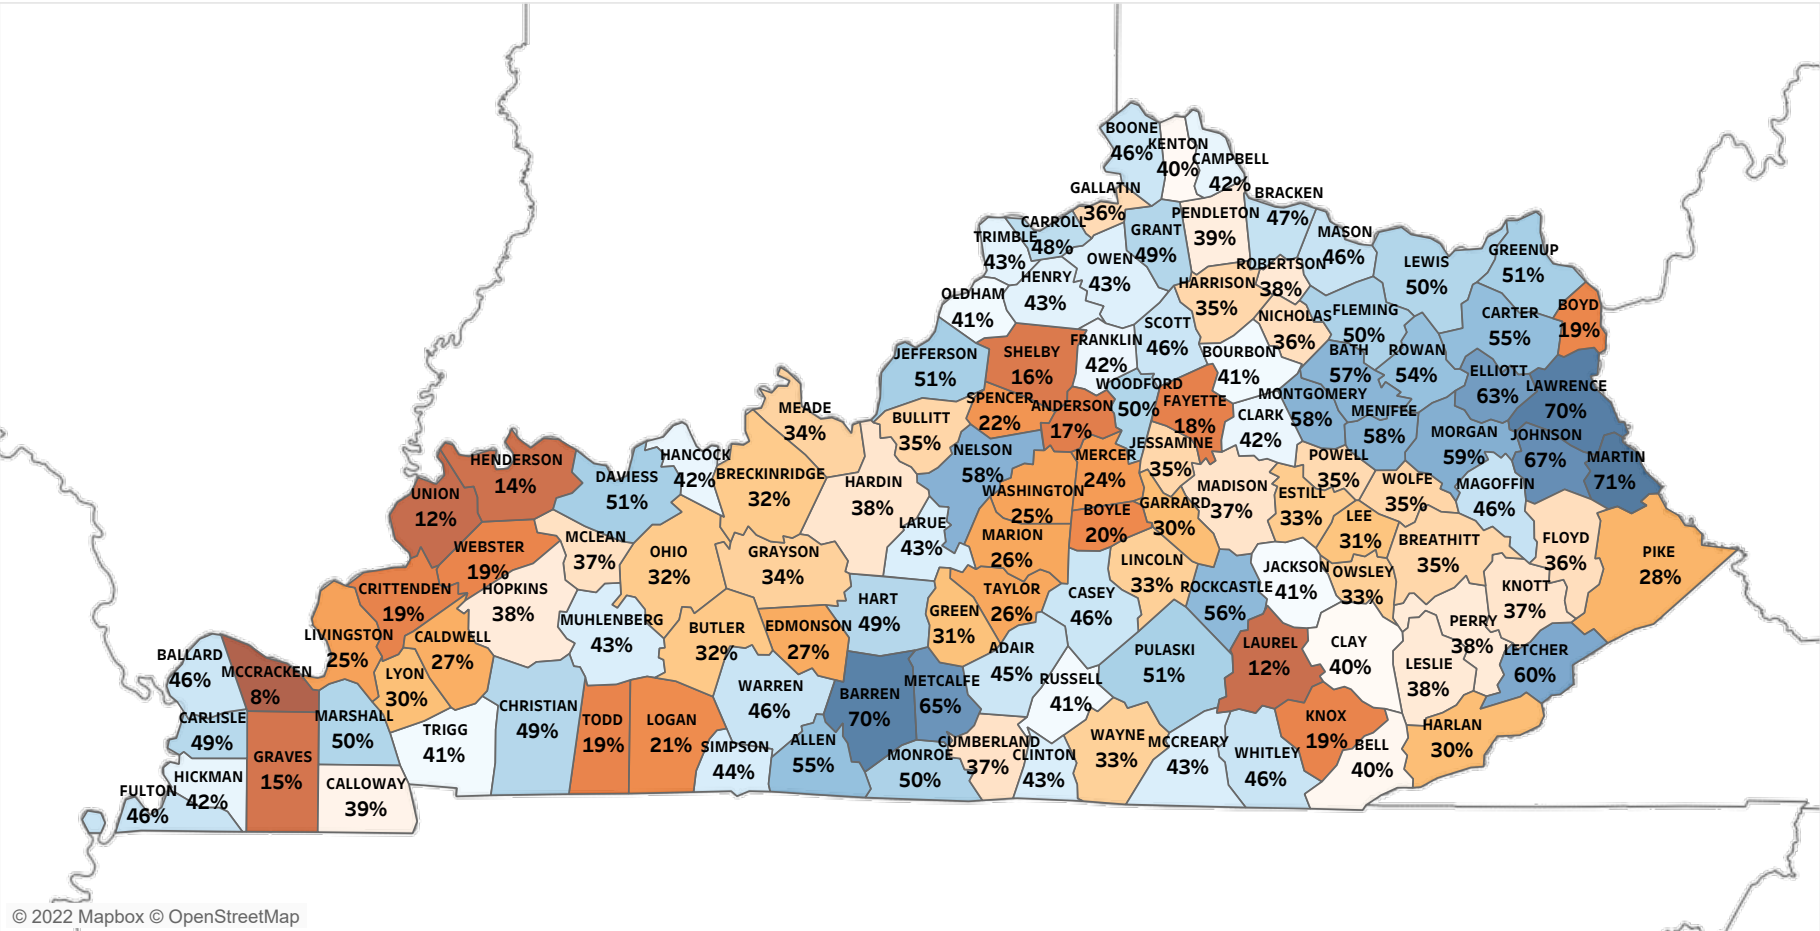 BOONE
46%
KENTON
40%
CAMPBELL
42%
GALLATIN
36%
BRACKEN
47%
CARROLL
48%
GRANT
49%
PENDLETON
39%
MASON
46%
TRIMBLE
43%
OWEN
43%
ROBERTSON
38%
LEWIS
50%
GREENUP
51%
OLDHAM
41%
HENRY
43%
HARRISON
35%
NICHOLAS
36%
FLEMING
50%
CARTER
55%
BOYD
19%
JEFFERSON
51%
SHELBY
16%
FRANKLIN
42%
SCOTT
46%
BOURBON
41%
BATH
57%
ROWAN
54%
ELLIOTT
63%
LAWRENCE
70%
MEADE
34%
BULLITT
35%
SPENCER
22%
ANDERSON
17%
WOODFORD
50%
FAYETTE
18%
CLARK
42%
MONTGOMERY
58%
MENIFEE
58%
MORGAN
59%
JOHNSON
67%
MARTIN
71%
HENDERSON
14%
DAVIESS
51%
HANCOCK
42%
BRECKINRIDGE
32%
HARDIN
38%
NELSON
58%
WASHINGTON
25%
MERCER
24%
JESSAMINE
35%
MADISON
37%
POWELL
35%
ESTILL
33%
WOLFE
35%
MAGOFFIN
46%
UNION
12%
WEBSTER
19%
MCLEAN
37%
OHIO
32%
GRAYSON
34%
LARUE
43%
MARION
26%
BOYLE
20%
GARRARD
30%
LINCOLN
33%
ROCKCASTLE
56%
JACKSON
41%
LEE
31%
OWSLEY
33%
BREATHITT
35%
FLOYD
36%
PIKE
28%
CRITTENDEN
19%
HOPKINS
38%
MUHLENBERG
43%
BUTLER
32%
EDMONSON
27%
HART
49%
GREEN
31%
TAYLOR
26%
CASEY
46%
KNOTT
37%
PERRY
38%
LIVINGSTON
25%
CALDWELL
27%
LYON
30%
ADAIR
45%
PULASKI
51%
LAUREL
12%
CLAY
40%
LESLIE
38%
LETCHER
60%
BALLARD
46%
MCCRACKEN
8%
CARLISLE
49%
MARSHALL
50%
TRIGG
41%
CHRISTIAN
49%
TODD
19%
LOGAN
21%
WARREN
46%
BARREN
70%
METCALFE
65%
RUSSELL
41%
KNOX
19%
HARLAN
30%
GRAVES
15%
SIMPSON
44%
ALLEN
55%
MONROE
50%
CUMBERLAND
37%
CLINTON
43%
WAYNE
33%
MCCREARY
43%
WHITLEY
46%
BELL
40%
FULTON
46%
HICKMAN
42%
CALLOWAY
39%
© 2022 Mapbox © OpenStreetMap